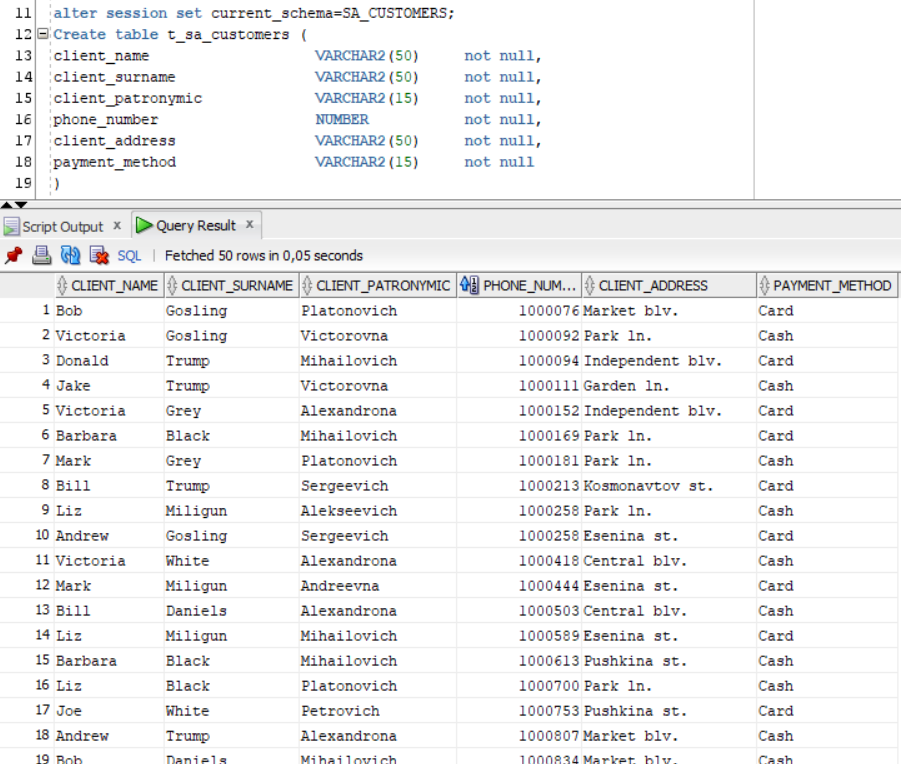 11 alter session set current_schema=SA_CUSTOMERS;
12 Create table t_sa_customers (
13 client_name VARCHAR2(50) not null,
14 client_surname VARCHAR2(50) not null,
15 client_patronymic VARCHAR2(15) not null,
16 phone_number NUMBER not null,
17 client_address VARCHAR2(50) not null,
18 payment_method VARCHAR2(15) not null
19 )
Script Output x Query Result x
SQL | Fetched 50 rows in 0,05 seconds
CLIENT_NAME CLIENT_SURNAME CLIENT_PATRONYMIC PHONE_NUM... CLIENT_ADDRESS PAYMENT_METHOD
1 Bob Gosling Platonovich 1000076 Market blv. Card
2 Victoria Gosling Victorovna 1000092 Park ln. Cash
3 Donald Trump Mihailovich 1000094 Independent blv. Card
4 Jake Trump Victorovna 1000111 Garden ln. Cash
5 Victoria Grey Alexandrona 1000152 Independent blv. Card
6 Barbara Black Mihailovich 1000169 Park ln. Card
7 Mark Grey Platonovich 1000181 Park ln. Cash
8 Bill Trump Sergeevich 1000213 Kosmonavtov st. Card
9 Liz Miligun Alekseevich 1000258 Park ln. Cash
10 Andrew Gosling Sergeevich 1000258 Esenina st. Card
11 Victoria White Alexandrona 1000418 Central blv. Cash
12 Mark Miligun Andreevna 1000444 Esenina st. Card
13 Bill Daniels Alexandrona 1000503 Central blv. Cash
14 Liz Miligun Mihailovich 1000589 Esenina st. Card
15 Barbara Black Mihailovich 1000613 Pushkina st. Cash
16 Liz Black Platonovich 1000700 Park ln. Cash
17 Joe White Petrovich 1000753 Pushkina st. Card
18 Andrew Trump Alexandrona 1000807 Market blv. Cash
19 Bob Daniels Mihailovich 1000834 Market blv. Cash